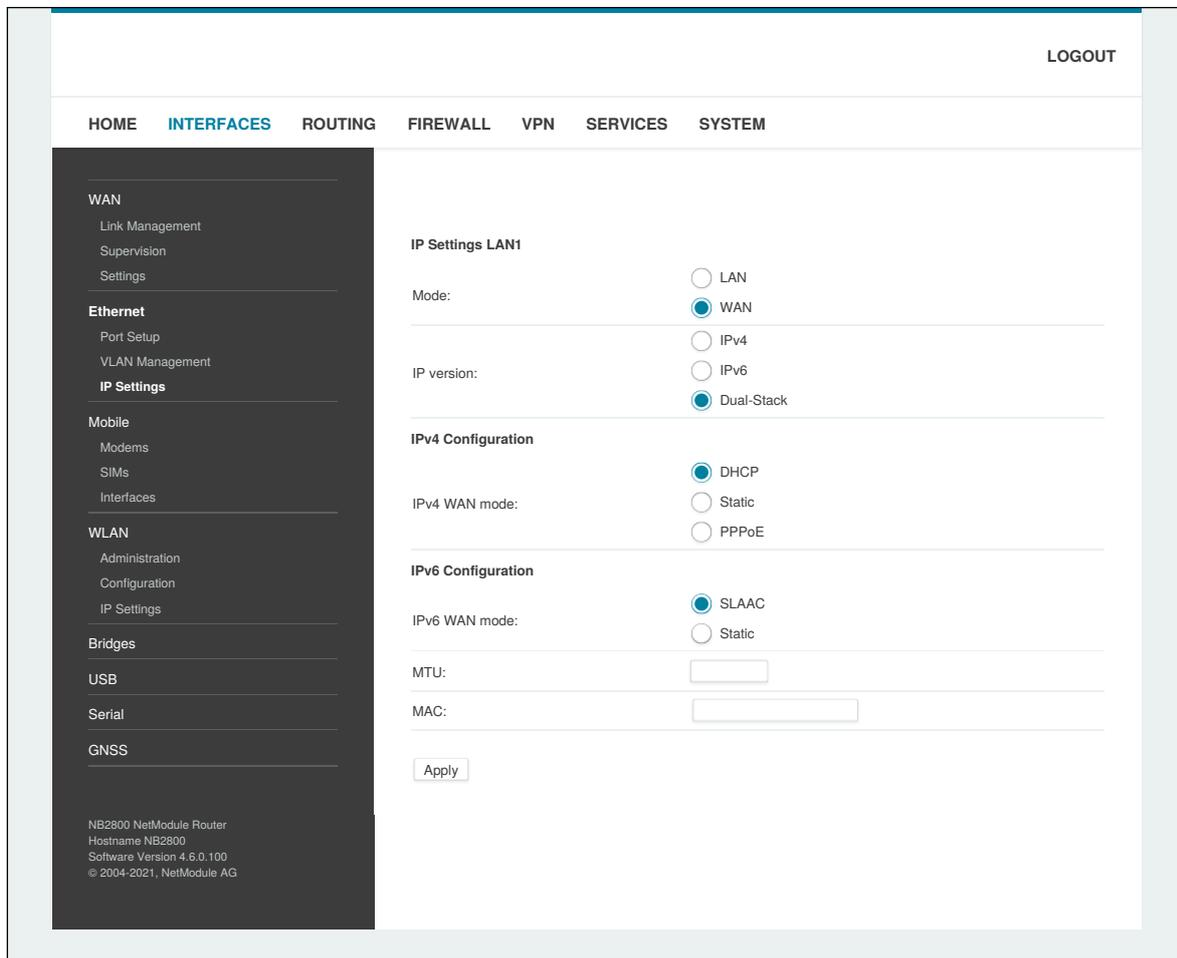 LOGOUT
HOME INTERFACES ROUTING FIREWALL VPN SERVICES SYSTEM
WAN
Link Management
Supervision
Settings
Ethernet
Port Setup
VLAN Management
IP Settings
Mobile
Modems
SIMs
Interfaces
WLAN
Administration
Configuration
IP Settings
Bridges
USB
Serial
GNSS
NB2800 NetModule Router
Hostname NB2800
Software Version 4.6.0.100
© 2004-2021, NetModule AG
IP Settings LAN1
Mode:
LAN
WAN
IP version:
IPv4
IPv6
Dual-Stack
IPv4 Configuration
IPv4 WAN mode:
DHCP
Static
PPPoE
IPv6 Configuration
IPv6 WAN mode:
SLAAC
Static
MTU:
MAC:
Apply